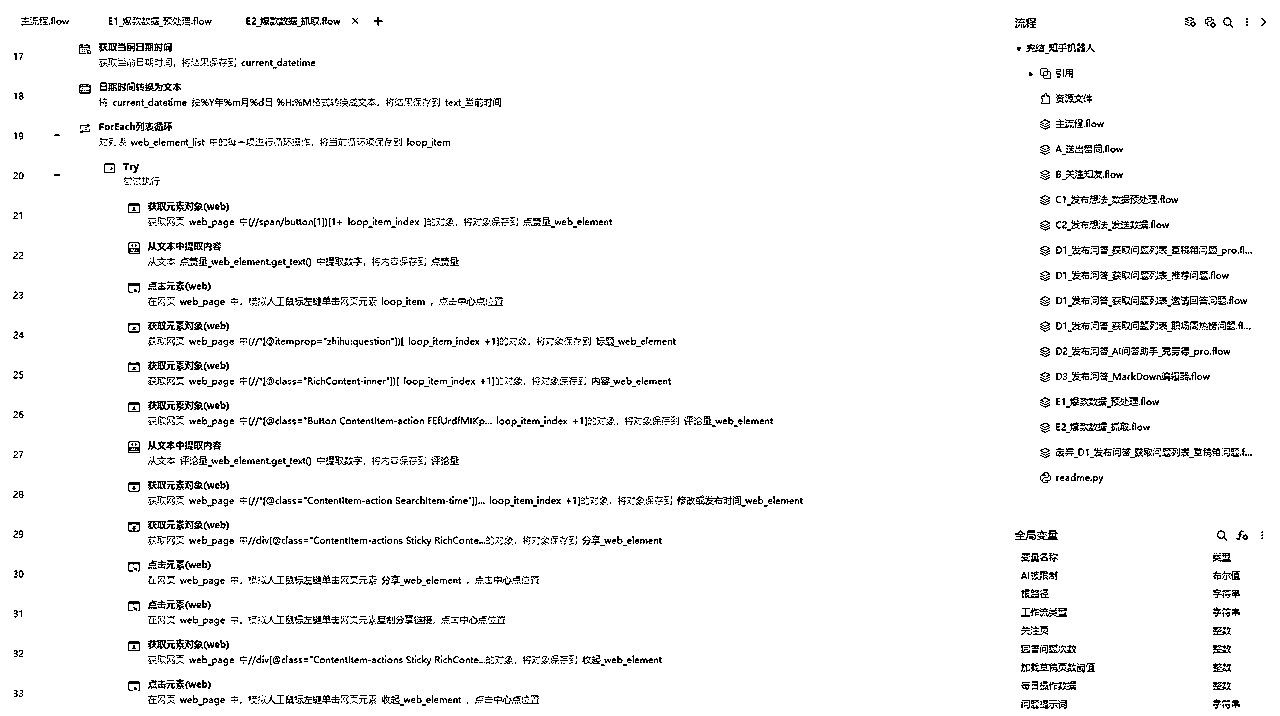 主流程.flow
E1_爆款数据_预处理.flow
E2_爆款数据_抓取.flow
17
获取当前日期时间
获取当前日期时间，将结果保存到 current_datetime
18
日期时间转换为文本
将 current_datetime 按%Y年%m月%d日 %H:%M格式转换成文本，将结果保存到 text_当前时间
19
ForEach列表循环
对列表 web_element_list 中的每一项进行循环操作，将当前循环项保存到 loop_item
20
Try
尝试执行
21
获取元素对象(web)
获取网页 web_page 中(//span/button[1])[1+ loop_item_index ]的对象，将对象保存到 点赞量_web_element
22
从文本中提取内容
从文本 点赞量_web_element.get_text() 中提取数字，将内容保存到 点赞量
23
点击元素(web)
在网页 web_page 中，模拟人工鼠标左键单击网页元素 loop_item ，点击中心点位置
24
获取元素对象(web)
获取网页 web_page 中(//*[@itemprop="zhihu:question"])[ loop_item_index +1]的对象，将对象保存到 标题_web_element
25
获取元素对象(web)
获取网页 web_page 中(//*[@class="RichContent-inner"])[ loop_item_index +1]的对象，将对象保存到 内容_web_element
26
获取元素对象(web)
获取网页 web_page 中(//*[@class="Button ContentItem-action FEfUrdfMIKp... loop_item_index +1]的对象，将对象保存到 评论量_web_element
27
从文本中提取内容
从文本 评论量_web_element.get_text() 中提取数字，将内容保存到 评论量
28
获取元素对象(web)
获取网页 web_page 中(//*[@class="ContentItem-action SearchItem-time"])... loop_item_index +1]的对象，将对象保存到 修改或发布时间_web_element
29
获取元素对象(web)
获取网页 web_page 中//div[@class="ContentItem-actions Sticky RichConte...的对象，将对象保存到 分享_web_element
30
点击元素(web)
在网页 web_page 中，模拟人工鼠标左键单击网页元素 分享_web_element ，点击中心点位置
31
点击元素(web)
在网页 web_page 中，模拟人工鼠标左键单击网页元素复制分享链接，点击中心点位置
32
获取元素对象(web)
获取网页 web_page 中//div[@class="ContentItem-actions Sticky RichConte...的对象，将对象保存到 收起_web_element
33
点击元素(web)
在网页 web_page 中，模拟人工鼠标左键单击网页元素 收起_web_element ，点击中心点位置
流程
知乎机器人
引用
资源文件
主流程.flow
A_送出赞同.flow
B_关注知友.flow
C1_发布想法_数据预处理.flow
C2_发布想法_发送数据.flow
D1_发布问答_获取问题列表_草稿箱问题_pro.fl...
D1_发布问答_获取问题列表_推荐问题.flow
D1_发布问答_获取问题列表_邀请回答问题.flow
D1_发布问答_获取问题列表_职场周热榜问题.fl...
D2_发布问答_AI问答助手_pro.flow
D3_发布问答_MarkDown编辑器.flow
E1_爆款数据_预处理.flow
E2_爆款数据_抓取.flow
废弃_D1_发布问答_获取问题列表_草稿箱问题.f...
readme.py
全局变量
变量名称 类型
AI被限制 布尔值
根路径 字符串
工作流类型 字符串
关注页 整数
回答问题次数 整数
加载草稿页数阈值 整数
每日操作数据 整数
问题提示词 字符串